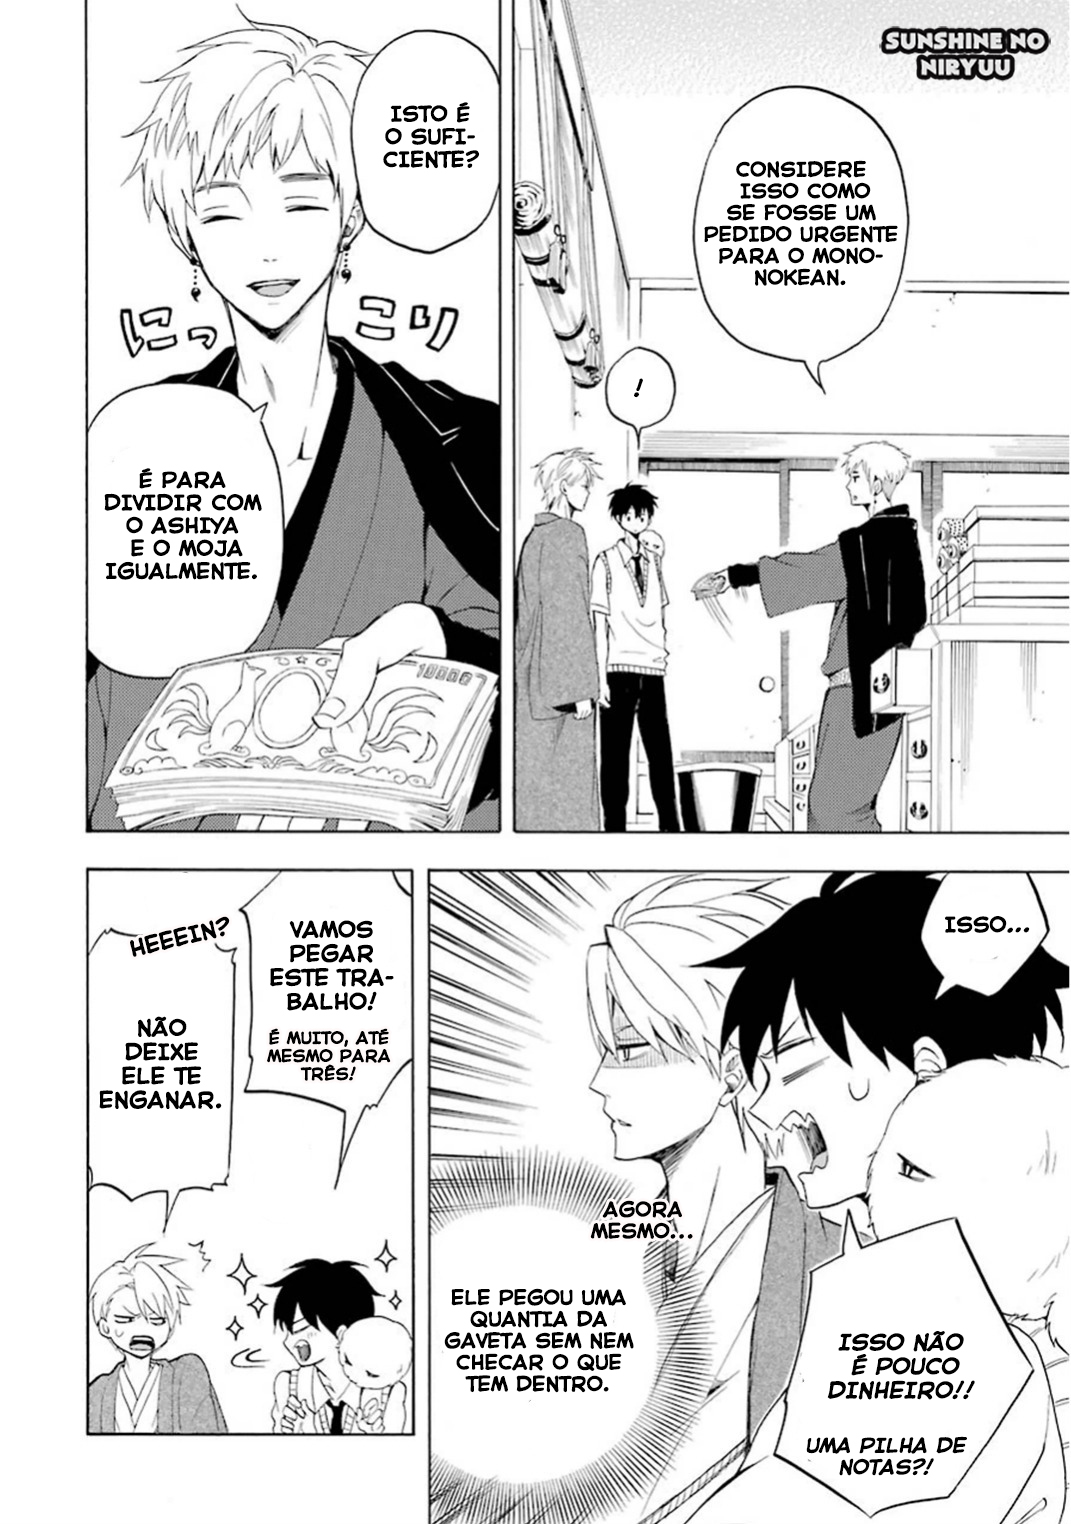 SUNSHINE NO
NIRYUU
CONSIDERE
ISSO COMO
SE FOSSE UM
PEDIDO URGENTE
PARA O MONO-
NOKEAN.
!
ISTO É
O SUFI-
CIENTE?
にっこり
É PARA
DIVIDIR COM
O ASHIYA
E O MOJA
IGUALMENTE.
10000
ISSO...
ISSO NÃO
É POUCO
DINHEIRO!!
UMA PILHA DE
NOTAS?!
AGORA
MESMO...
ELE PEGOU UMA
QUANTIA DA
GAVETA SEM NEM
CHECAR O QUE
TEM DENTRO.
VAMOS
PEGAR
ESTE TRA-
BALHO!
É MUITO, ATÉ
MESMO PARA
TRÊS!
HEEEIN?
NÃO
DEIXE
ELE TE
ENGANAR.